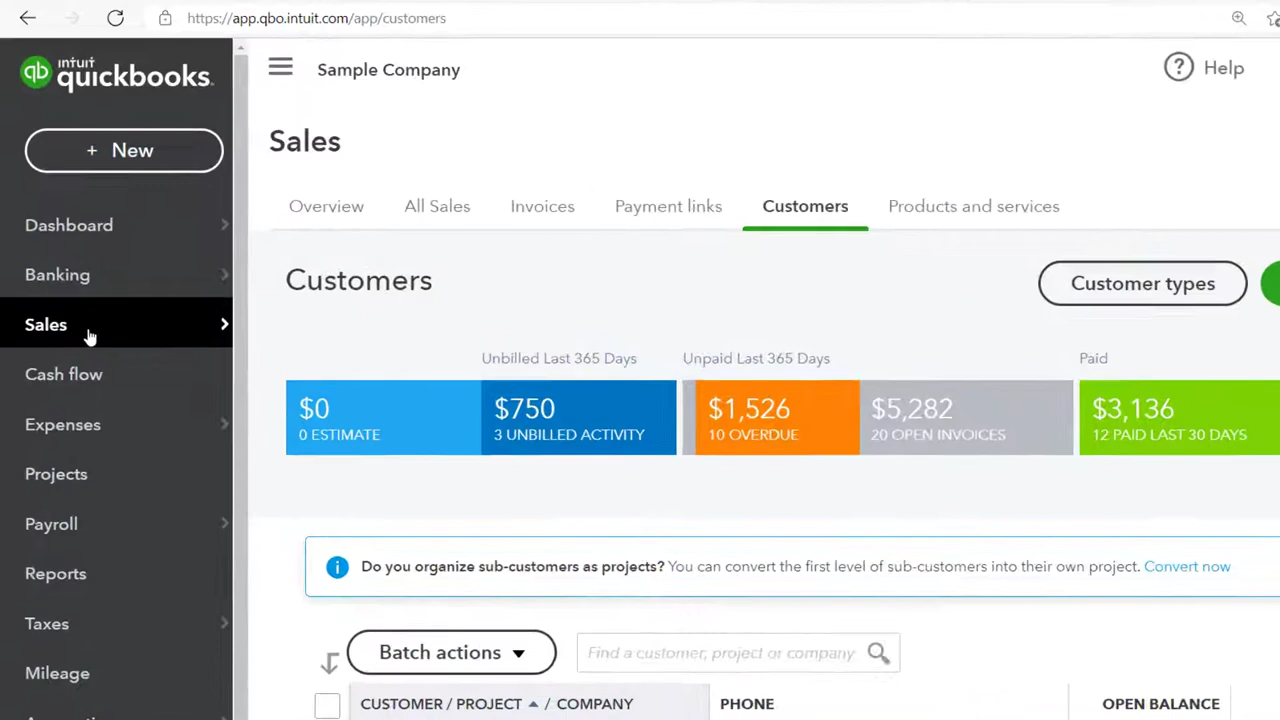 https://app.qbo.intuit.com/app/customers
intuit
quickbooks.
Sample Company
Help
+ New
Sales
Dashboard
Overview
All Sales
Invoices
Payment links
Customers
Products and services
Banking
Customers
Customer types
Sales
Unbilled Last 365 Days
Unpaid Last 365 Days
Paid
Cash flow
$0
$750
$1,526
$5,282
$3,136
0 ESTIMATE
3 UNBILLED ACTIVITY
10 OVERDUE
20 OPEN INVOICES
12 PAID LAST 30 DAYS
Expenses
Projects
Payroll
Do you organize sub-customers as projects? You can convert the first level of sub-customers into their own project. Convert now
Reports
Taxes
Batch actions
Find a customer, project or company
Mileage
CUSTOMER / PROJECT / COMPANY
PHONE
OPEN BALANCE